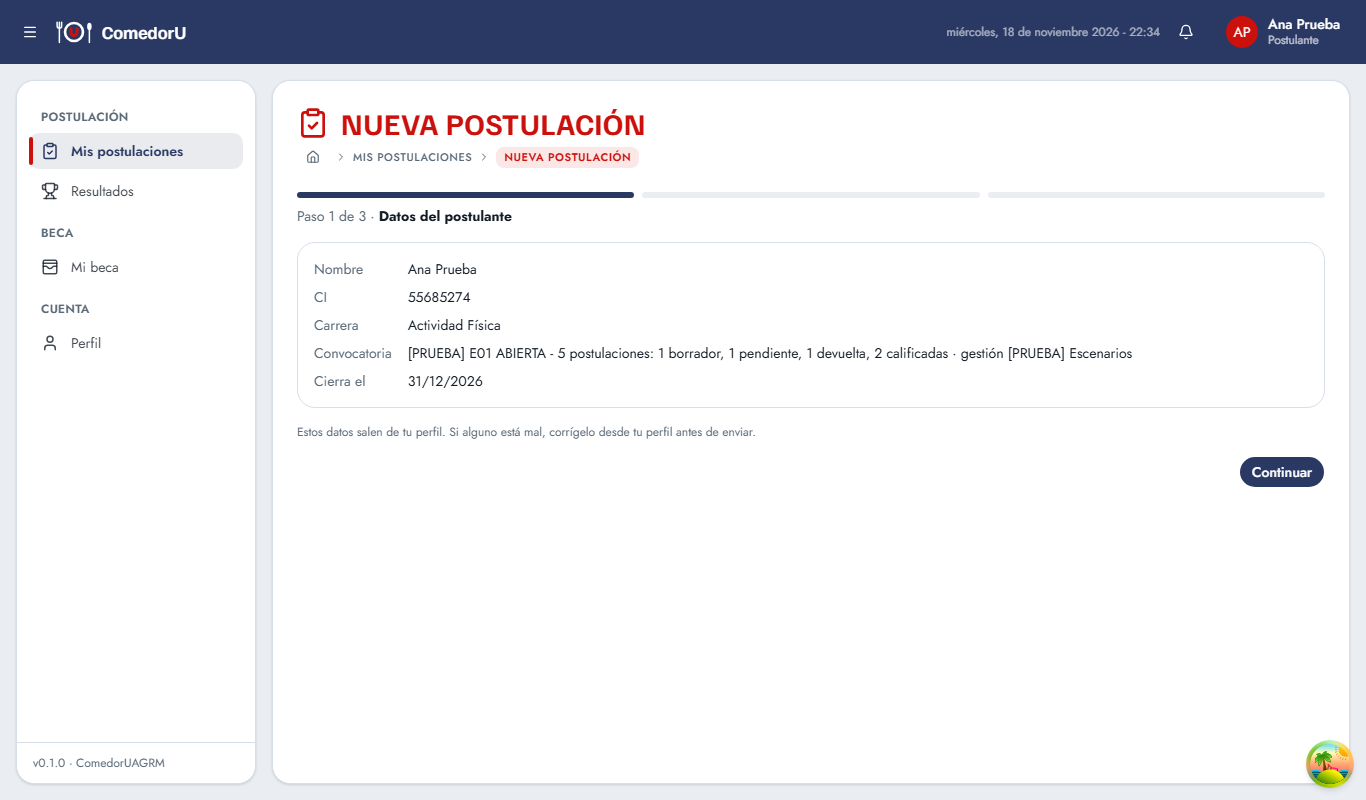 ComedorU
miércoles, 18 de noviembre 2026 - 22:34
AP
Ana Prueba
Postulante
POSTULACIÓN
Mis postulaciones
Resultados
BECA
Mi beca
CUENTA
Perfil
v0.1.0 · ComedorUAGRM
NUEVA POSTULACIÓN
MIS POSTULACIONES
NUEVA POSTULACIÓN
Paso 1 de 3 · Datos del postulante
Nombre Ana Prueba
CI 55685274
Carrera Actividad Física
Convocatoria [PRUEBA] E01 ABIERTA - 5 postulaciones: 1 borrador, 1 pendiente, 1 devuelta, 2 calificadas · gestión [PRUEBA] Escenarios
Cierra el 31/12/2026
Estos datos salen de tu perfil. Si alguno está mal, corrígelo desde tu perfil antes de enviar.
Continuar